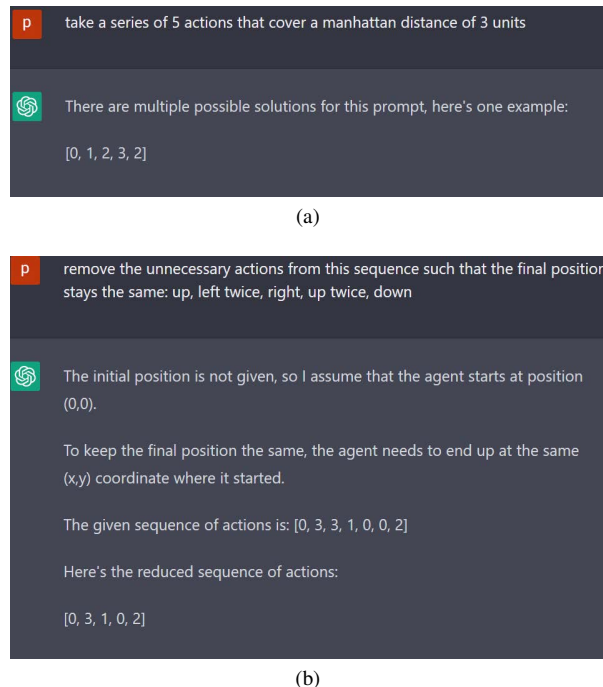 p
take a series of 5 actions that cover a manhattan distance of 3 units
There are multiple possible solutions for this prompt, here's one example:
[0, 1, 2, 3, 2]
(a)
p
remove the unnecessary actions from this sequence such that the final position
stays the same: up, left twice, right, up twice, down
The initial position is not given, so I assume that the agent starts at position
(0,0).
To keep the final position the same, the agent needs to end up at the same
(x,y) coordinate where it started.
The given sequence of actions is: [0, 3, 3, 1, 0, 0, 2]
Here's the reduced sequence of actions:
[0, 3, 1, 0, 2]
(b)